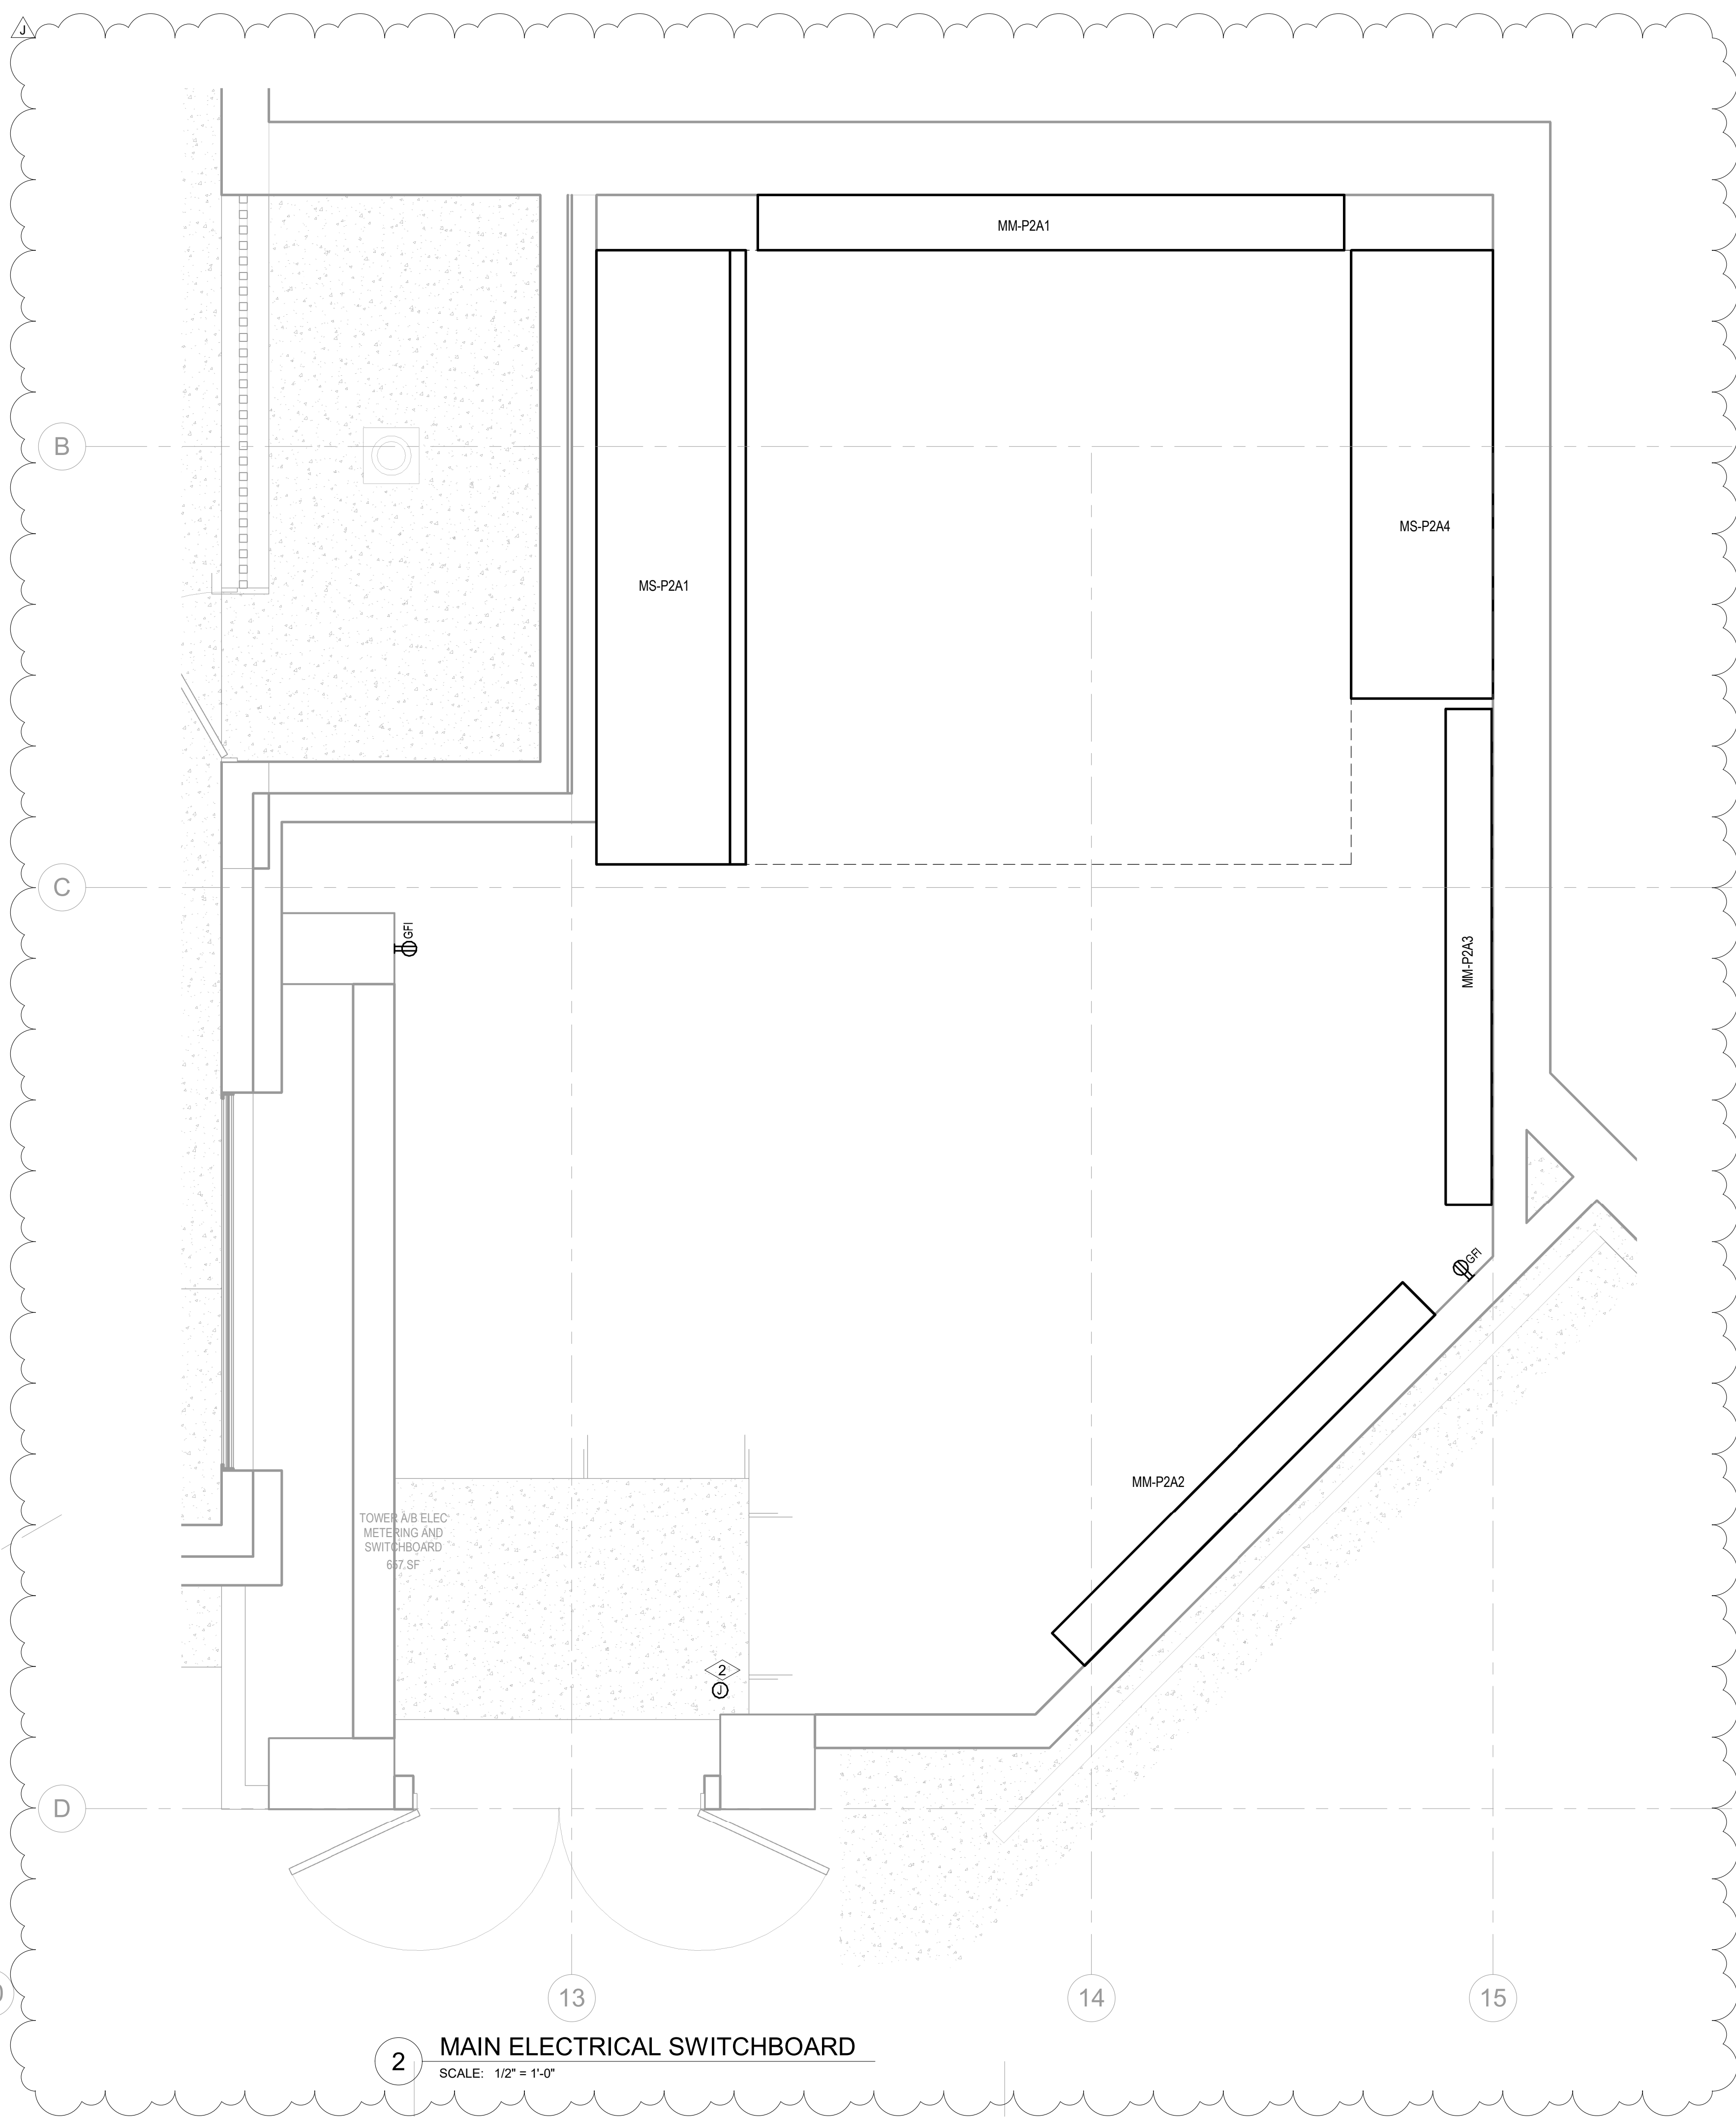 J
MM-P2A1
B
MS-P2A4
MS-P2A1
C
GFI
MM-P2A3
GFI
MM-P2A2
TOWER A/B ELEC
METERING AND
SWITCHBOARD
657 SF
2
J
D
13
14
15
2
MAIN ELECTRICAL SWITCHBOARD
SCALE: 1/2" = 1'-0"